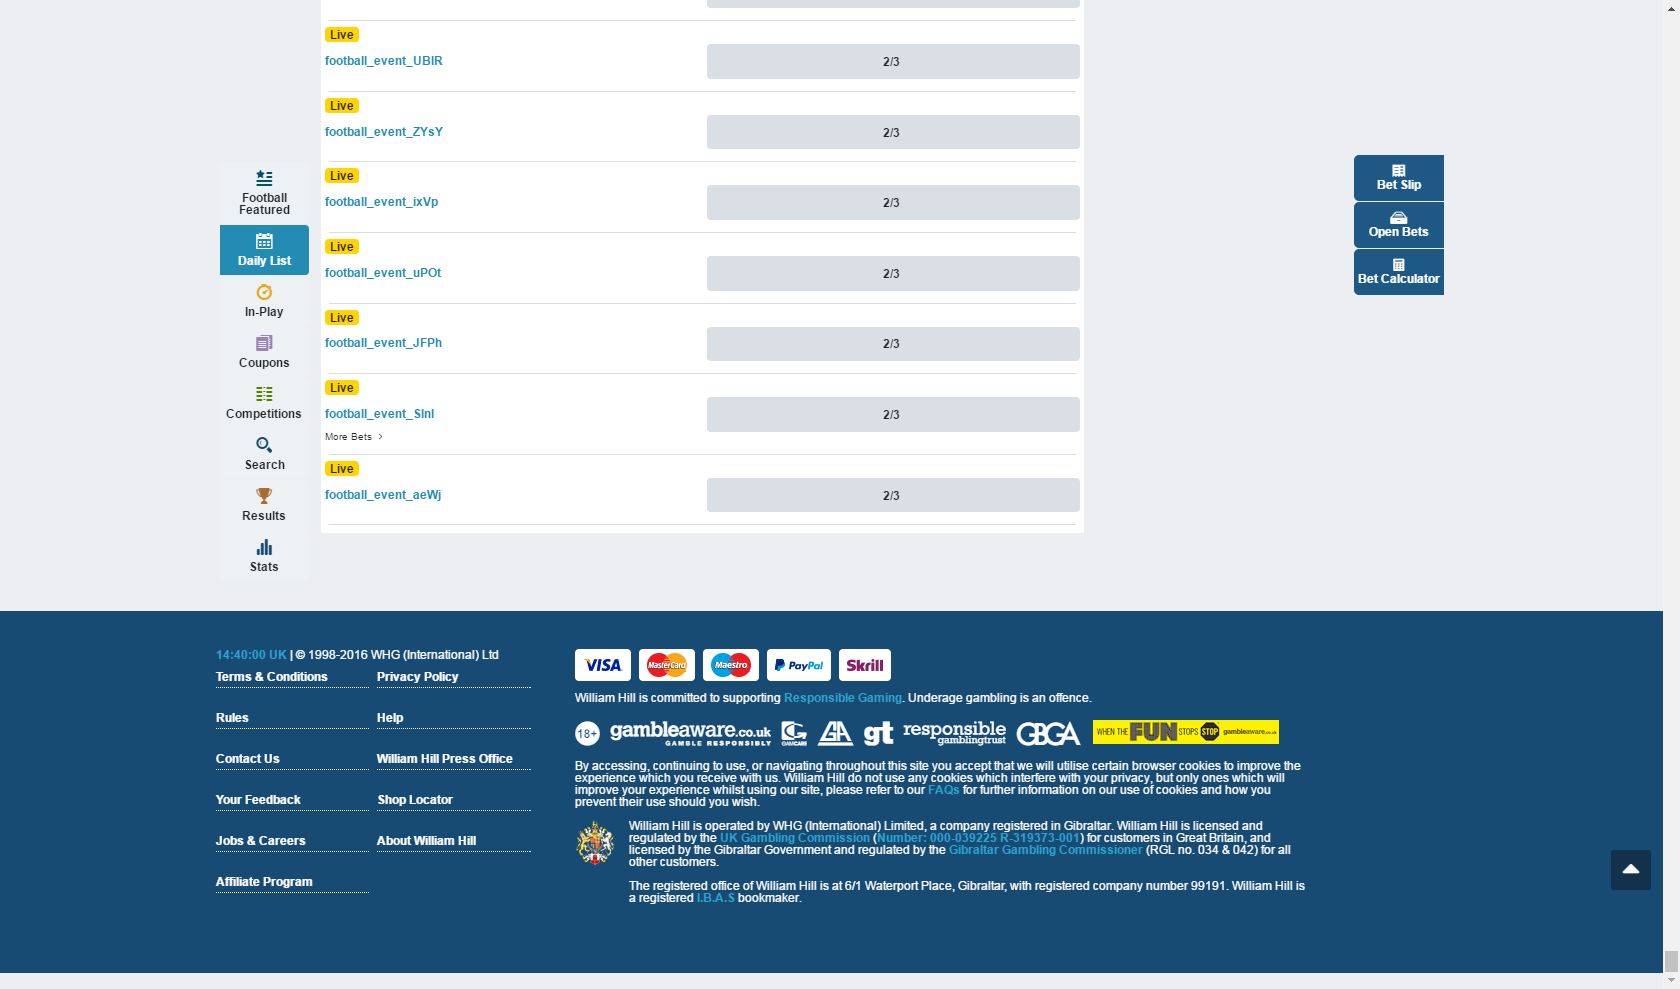 Live
football_event_UBIR
2/3
Live
football_event_ZYsY
2/3
Live
football_event_ixVp
2/3
Live
football_event_uPOt
2/3
Live
football_event_JFPh
2/3
Live
football_event_SInI
2/3
More Bets
Live
football_event_aeWj
2/3
Football
Featured
Daily List
In-Play
Coupons
Competitions
Search
Results
Stats
Bet Slip
Open Bets
Bet Calculator
14:40:00 UK | © 1998-2016 WHG (International) Ltd
Terms & Conditions
Privacy Policy
Rules
Help
Contact Us
William Hill Press Office
Your Feedback
Shop Locator
Jobs & Careers
About William Hill
Affiliate Program
VISA
MasterCard
Maestro
PayPal
Skrill
William Hill is committed to supporting Responsible Gaming. Underage gambling is an offence.
18+
gambleaware.co.uk
GAMBLE RESPONSIBLY
GAMCARE
GA
gt
responsible
gamblingtrust
GBGA
WHEN THE FUN STOPS STOP gambleaware.co.uk
By accessing, continuing to use, or navigating throughout this site you accept that we will utilise certain browser cookies to improve the
experience which you receive with us. William Hill do not use any cookies which interfere with your privacy, but only ones which will
improve your experience whilst using our site, please refer to our FAQs for further information on our use of cookies and how you
prevent their use should you wish.
William Hill is operated by WHG (International) Limited, a company registered in Gibraltar. William Hill is licensed and
regulated by the UK Gambling Commission (Number: 000-039225 R-319373-001) for customers in Great Britain, and
licensed by the Gibraltar Government and regulated by the Gibraltar Gambling Commissioner (RGL no. 034 & 042) for all
other customers.
The registered office of William Hill is at 6/1 Waterport Place, Gibraltar, with registered company number 99191. William Hill is
a registered I.B.A.S bookmaker.